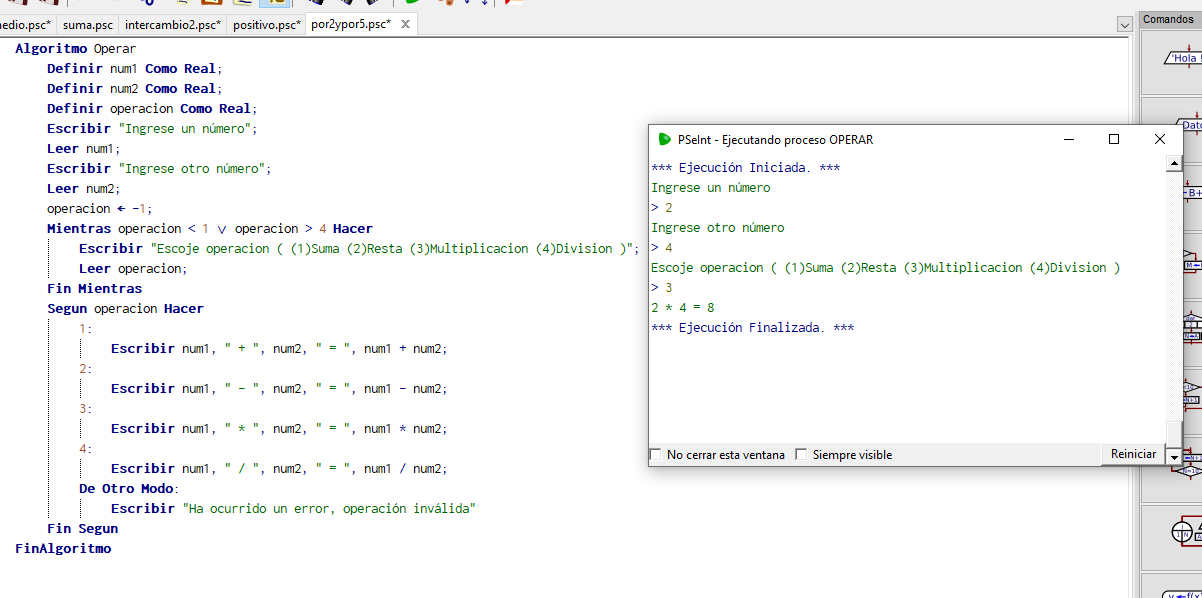 medio.psc* suma.psc intercambio2.psc* positivo.psc* por2ypor5.psc*
Comandos
Algoritmo Operar
Definir num1 Como Real;
Definir num2 Como Real;
Definir operacion Como Real;
Escribir "Ingrese un número";
Leer num1;
Escribir "Ingrese otro número";
Leer num2;
operacion ← -1;
Mientras operacion < 1 ∨ operacion > 4 Hacer
Escribir "Escoje operacion ( (1)Suma (2)Resta (3)Multiplicacion (4)Division )";
Leer operacion;
Fin Mientras
Segun operacion Hacer
1:
Escribir num1, " + ", num2, " = ", num1 + num2;
2:
Escribir num1, " - ", num2, " = ", num1 - num2;
3:
Escribir num1, " * ", num2, " = ", num1 * num2;
4:
Escribir num1, " / ", num2, " = ", num1 / num2;
De Otro Modo:
Escribir "Ha ocurrido un error, operación inválida"
Fin Segun
FinAlgoritmo
PSeInt - Ejecutando proceso OPERAR
*** Ejecución Iniciada. ***
Ingrese un número
> 2
Ingrese otro número
> 4
Escoje operacion ( (1)Suma (2)Resta (3)Multiplicacion (4)Division )
> 3
2 * 4 = 8
*** Ejecución Finalizada. ***
No cerrar esta ventana Siempre visible Reiniciar
'Hola